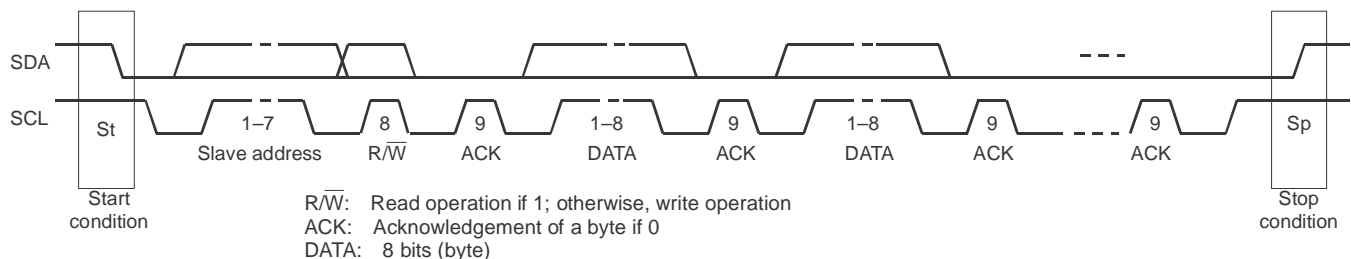 SDA
SCL
St
1–7
8
9
1–8
9
1–8
9
9
Sp
Slave address
R/W̅
ACK
DATA
ACK
DATA
ACK
ACK
Start
condition
Stop
condition
R/W̅: Read operation if 1; otherwise, write operation
ACK: Acknowledgement of a byte if 0
DATA: 8 bits (byte)